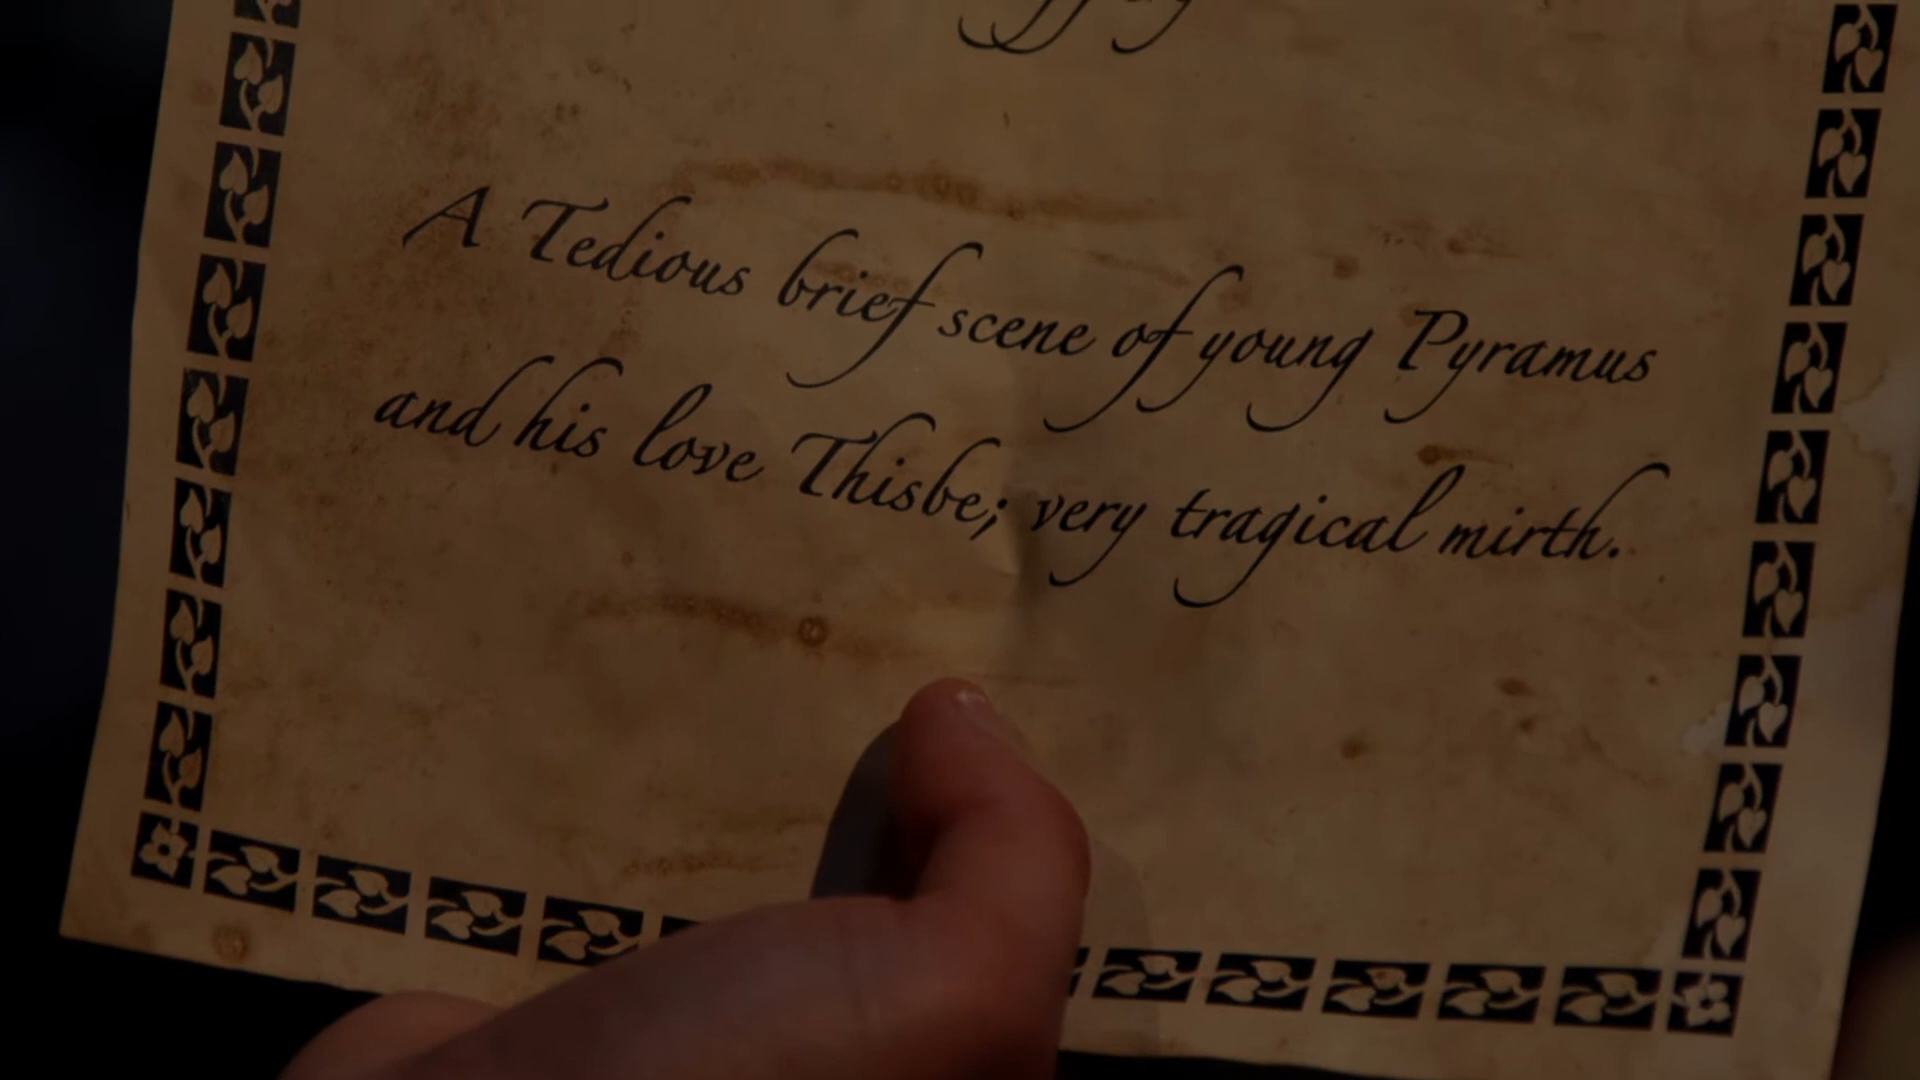 A Tedious brief scene of young Pyramus
and his love Thisbe; very tragical mirth.